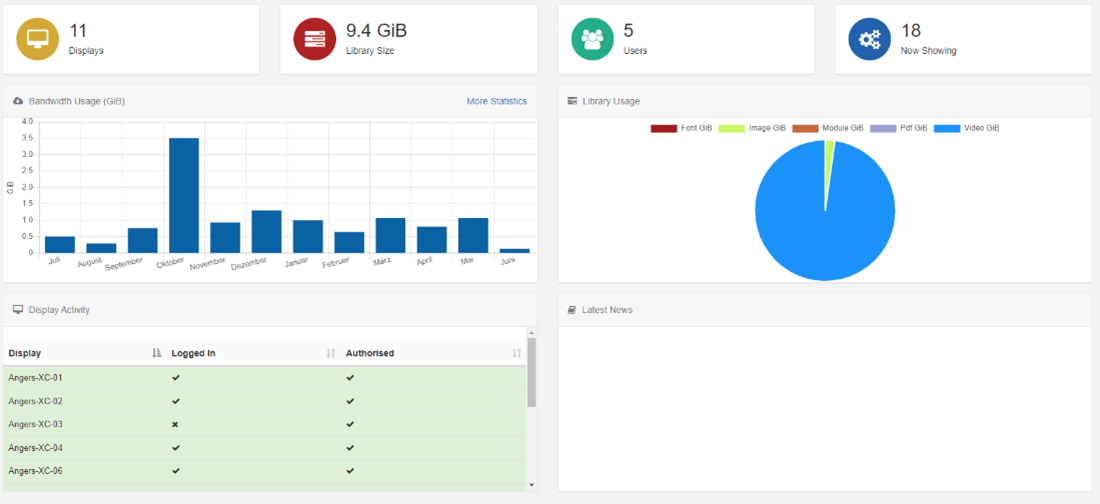 11
Displays
9.4 GiB
Library Size
5
Users
18
Now Showing
Bandwidth Usage (GiB)
More Statistics
Library Usage
4.0
3.5
3.0
2.5
2.0
1.5
1.0
0.5
0
GiB
Juli
August
September
Oktober
November
Dezember
Januar
Februar
März
April
Mai
Juni
Font GiB
Image GiB
Module GiB
Pdf GiB
Video GiB
Display Activity
Latest News
Display Logged In Authorised
Angers-XC-01
Angers-XC-02
Angers-XC-03
Angers-XC-04
Angers-XC-06